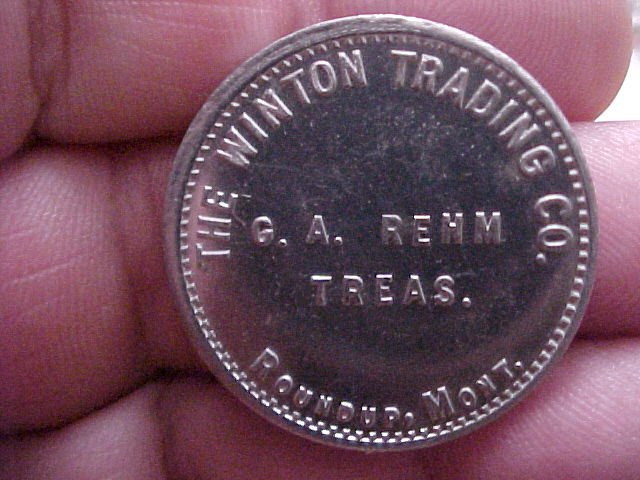 THE WINTON TRADING CO.
G. A. REHM
TREAS.
ROUNDUP, MONT.